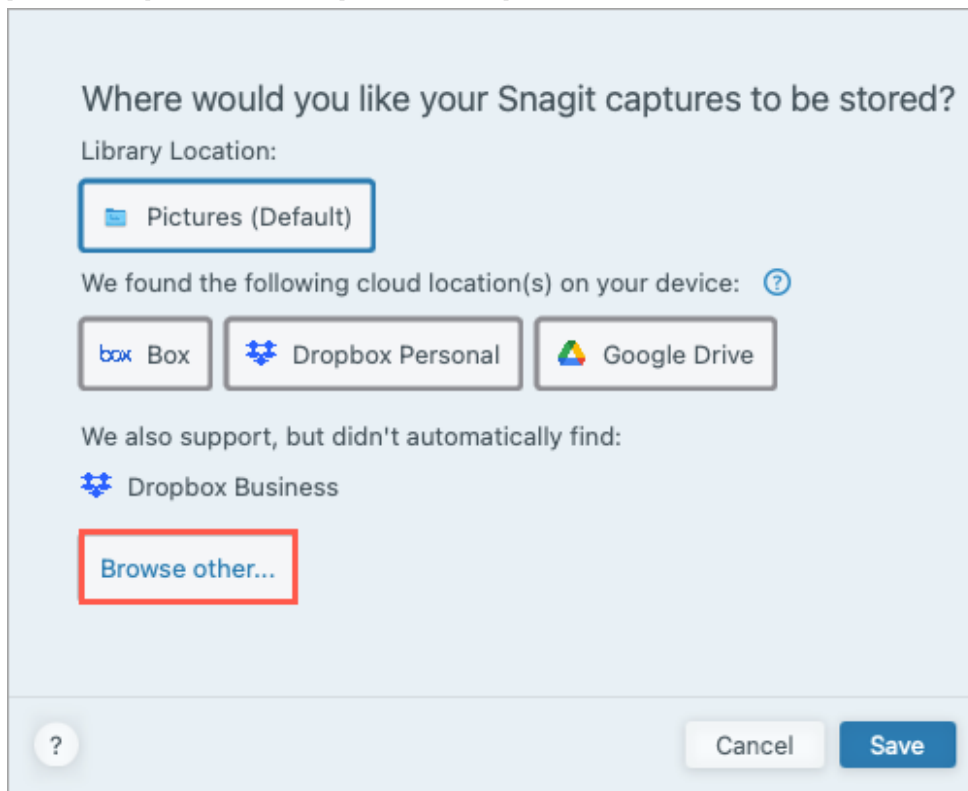 Where would you like your Snagit captures to be stored?
Library Location:
Pictures (Default)
We found the following cloud location(s) on your device: ?
box Box Dropbox Personal Google Drive
We also support, but didn't automatically find:
Dropbox Business
Browse other...
? Cancel Save